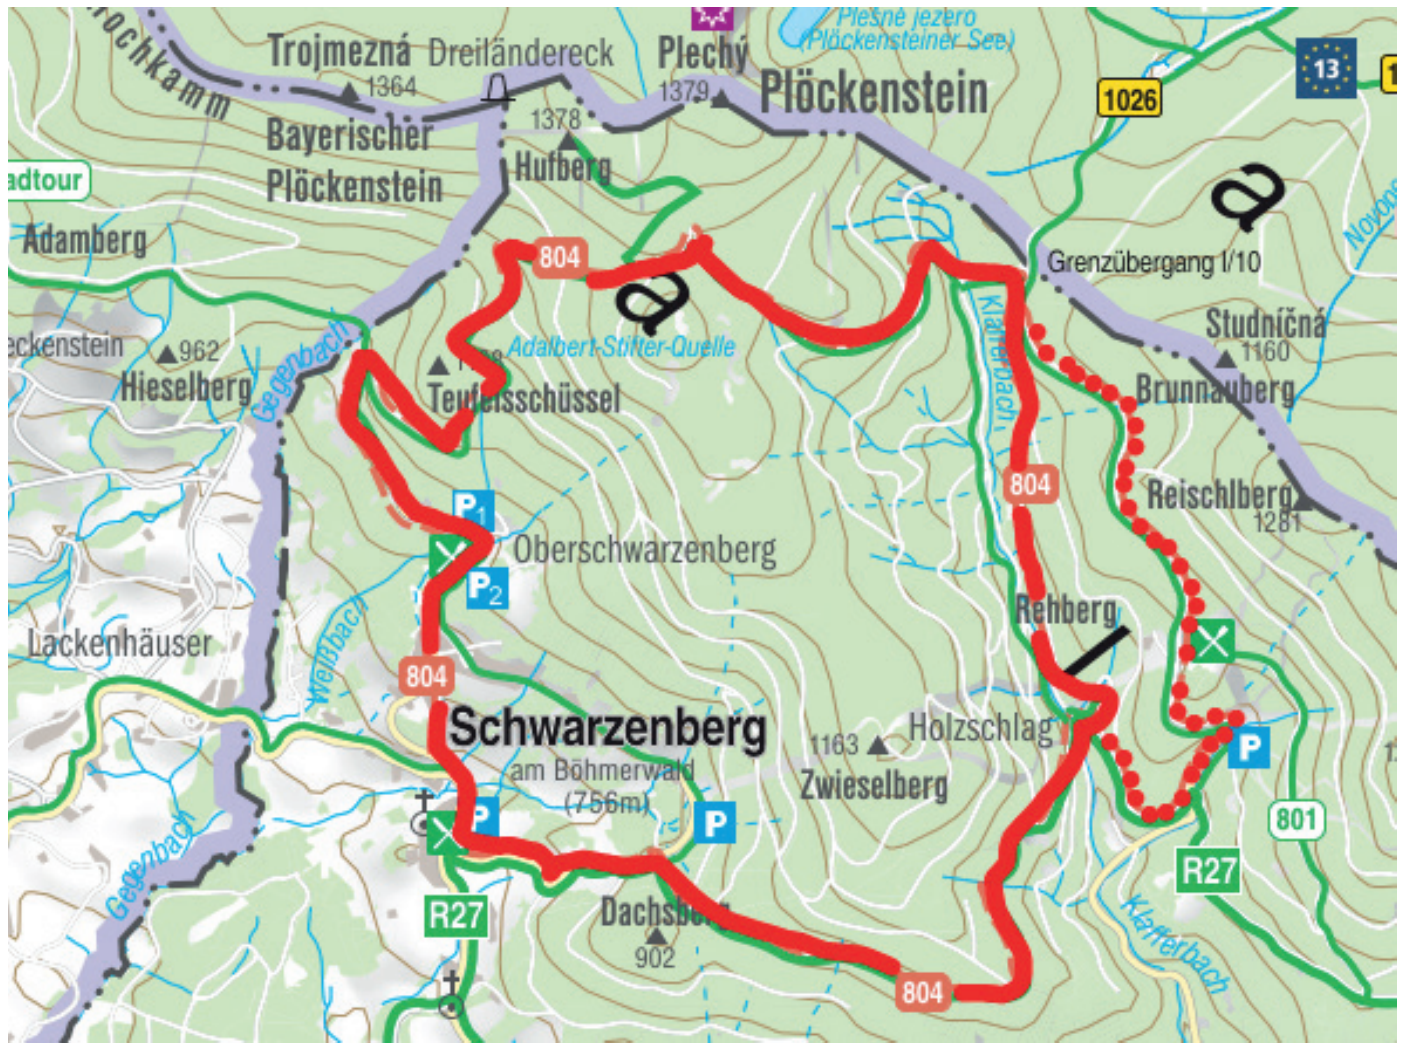 Plešné jezero
(Plöckensteiner See)
rochkamm
Trojmezná
1364
Dreiländereck
Plechý
1379
Plöckenstein
1026
13
1378
Bayerischer
Plöckenstein
Hufberg
a
adtour
Adamberg
804
Grenzübergang I/10
a
Studničná
1160
Gegenbach
Klafferbach
eckenstein
962
Hieselberg
Adalbert-Stifter-Quelle
Teufelsschüssel
Brunnauberg
804
Reischlberg
1281
P1
Oberschwarzenberg
P2
Rehberg
Lackenhäuser
Weißbach
804
Schwarzenberg
am Böhmerwald
(756m)
1163
Zwieselberg
Holzschlag
P
P
P
801
Gegenbach
R27
R27
Dachsberg
902
Klafferbach
804